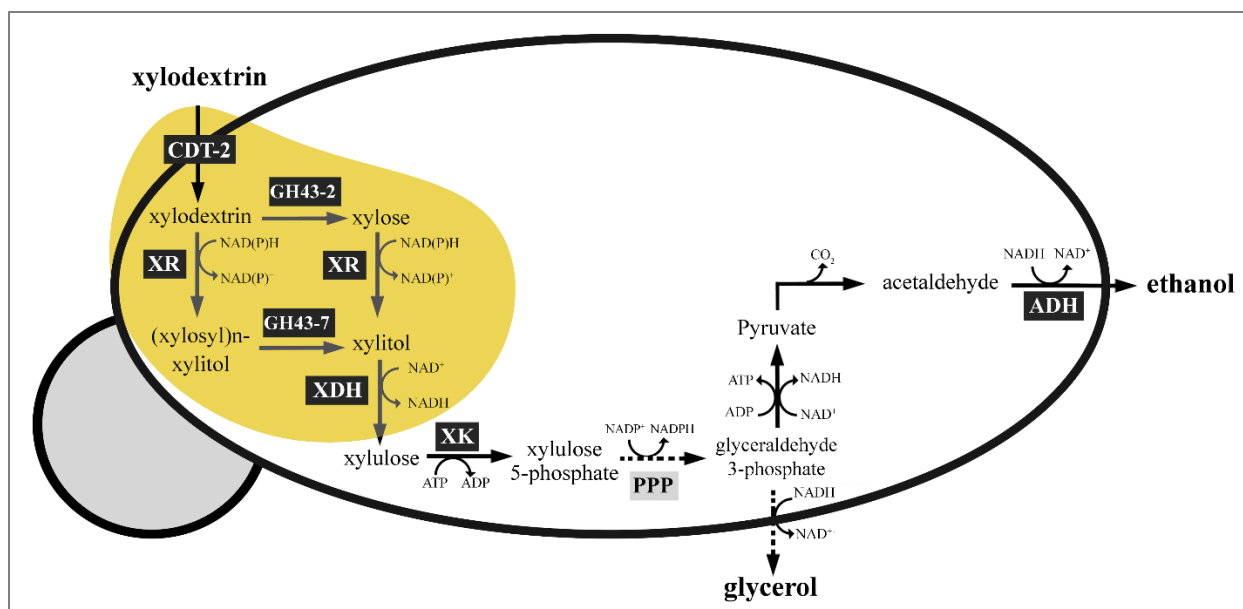 xylodextrin
CDT-2
GH43-2
xylodextrin
xylose
XR
NAD(P)H
NAD(P)⁻
XR
NAD(P)H
NAD(P)⁺
(xylosyl)n-
xylitol
GH43-7
xylitol
XDH
NAD⁺
NADH
xylulose
XK
ATP
ADP
xylulose
5-phosphate
NADP⁺
NADPH
PPP
glyceraldehyde
3-phosphate
ATP
ADP
NADH
NAD⁺
Pyruvate
CO₂
acetaldehyde
NADH
NAD⁺
ADH
ethanol
NADH
NAD⁺
glycerol